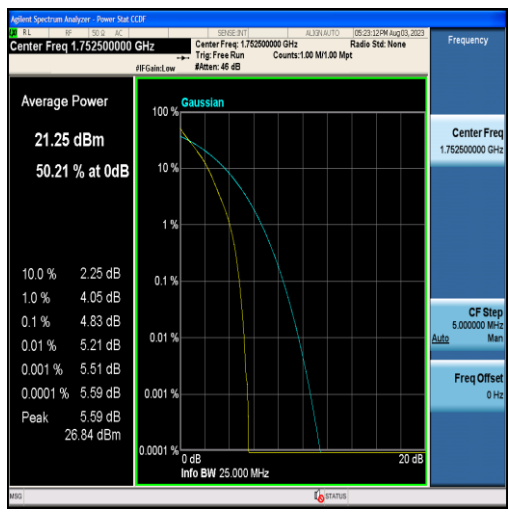 Agilent Spectrum Analyzer - Power Stat CCDF
RL RF 50 Ω AC SENSE:INT ALIGN AUTO 05:23:12 PM Aug 03, 2023
Center Freq 1.752500000 GHz
Center Freq: 1.752500000 GHz Radio Std: None
Trig: Free Run Counts:1.00 M/1.00 Mpt
#IFGain:Low #Atten: 46 dB
Frequency
Average Power
21.25 dBm
50.21 % at 0dB
10.0 % 2.25 dB
1.0 % 4.05 dB
0.1 % 4.83 dB
0.01 % 5.21 dB
0.001 % 5.51 dB
0.0001 % 5.59 dB
Peak 5.59 dB
26.84 dBm
Gaussian
100 %
10 %
1 %
0.1 %
0.01 %
0.001 %
0.0001 %
0 dB 20 dB
Info BW 25.000 MHz
Center Freq
1.752500000 GHz
CF Step
5.000000 MHz
Auto Man
Freq Offset
0 Hz
MSG STATUS